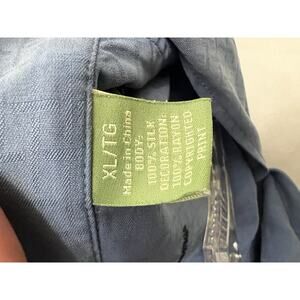 XL/TG
Made in China
BODY:
100% SILK
DECORATION:
100% RAYON
COPYRIGHTED
PRINT